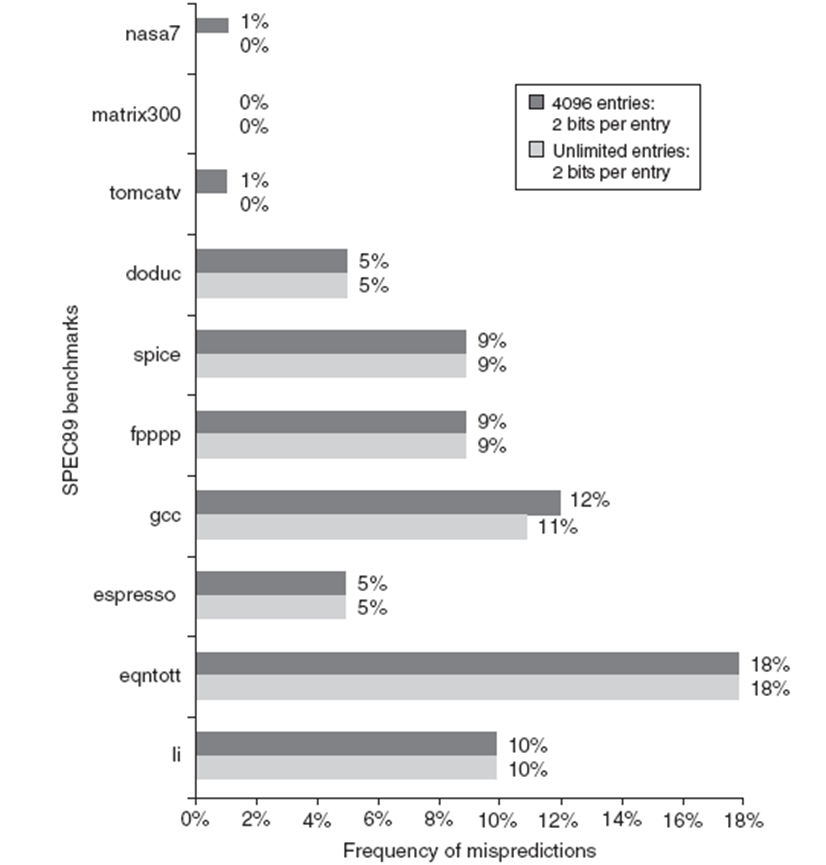 nasa7
1%
0%
matrix300
0%
0%
4096 entries:
2 bits per entry
Unlimited entries:
2 bits per entry
tomcatv
1%
0%
doduc
5%
5%
SPEC89 benchmarks
spice
9%
9%
fpppp
9%
9%
gcc
12%
11%
espresso
5%
5%
eqntott
18%
18%
li
10%
10%
0% 2% 4% 6% 8% 10% 12% 14% 16% 18%
Frequency of mispredictions